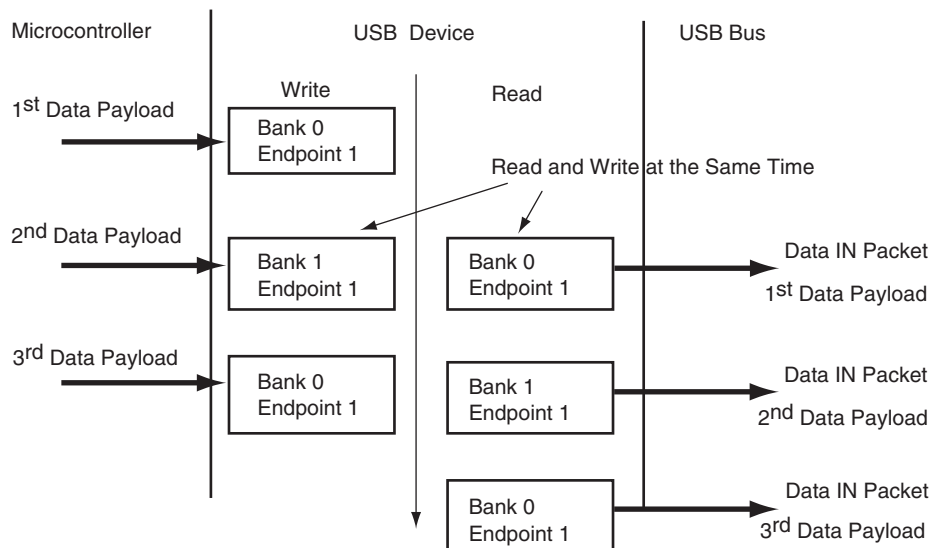 Microcontroller
USB Device
USB Bus
Write
Read
1st Data Payload
Bank 0
Endpoint 1
Read and Write at the Same Time
2nd Data Payload
Bank 1
Endpoint 1
Bank 0
Endpoint 1
Data IN Packet
1st Data Payload
3rd Data Payload
Bank 0
Endpoint 1
Bank 1
Endpoint 1
Data IN Packet
2nd Data Payload
Bank 0
Endpoint 1
Data IN Packet
3rd Data Payload